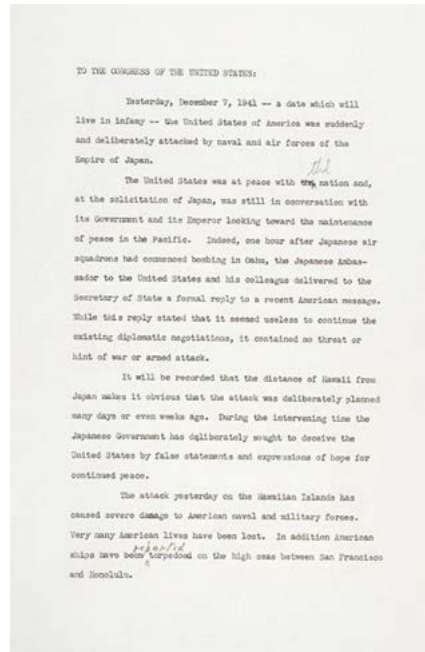 TO THE CONGRESS OF THE UNITED STATES:
Yesterday, December 7, 1941 -- a date which will
live in infamy -- the United States of America was suddenly
and deliberately attacked by naval and air forces of the
Empire of Japan.
that
The United States was at peace with nation and,
at the solicitation of Japan, was still in conversation with
its Government and its Emperor looking toward the maintenance
of peace in the Pacific. Indeed, one hour after Japanese air
squadrons had commenced bombing in Oahu, the Japanese Ambas-
sador to the United States and his colleague delivered to the
Secretary of State a formal reply to a recent American message.
While this reply stated that it seemed useless to continue the
existing diplomatic negotiations, it contained no threat or
hint of war or armed attack.
It will be recorded that the distance of Hawaii from
Japan makes it obvious that the attack was deliberately planned
many days or even weeks ago. During the intervening time the
Japanese Government has deliberately sought to deceive the
United States by false statements and expressions of hope for
continued peace.
The attack yesterday on the Hawaiian Islands has
caused severe damage to American naval and military forces.
Very many American lives have been lost. In addition American
reported
ships have been torpedoed on the high seas between San Francisco
and Honolulu.